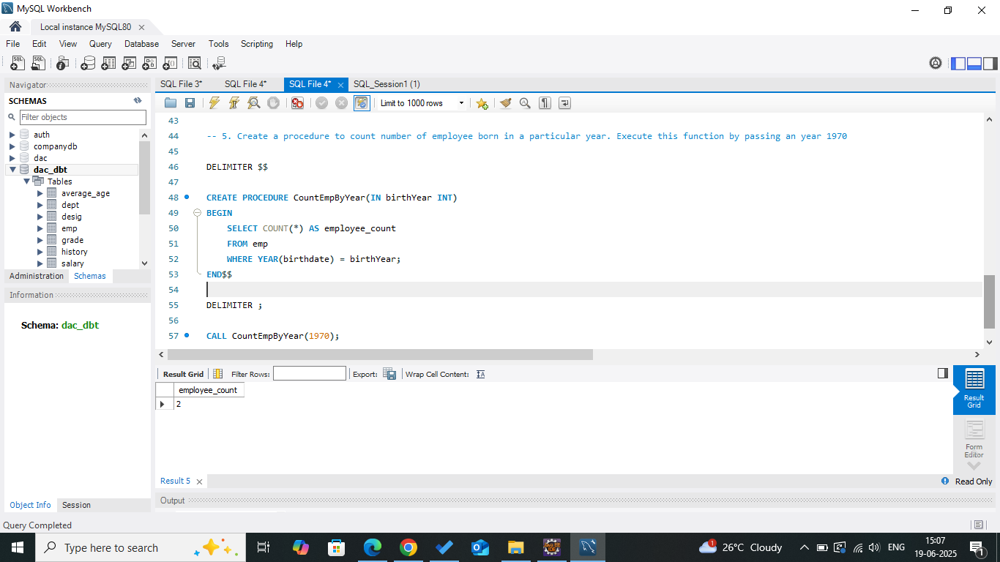 MySQL Workbench
Local instance MySQL80
File Edit View Query Database Server Tools Scripting Help
Navigator
SCHEMAS
Filter objects
auth
companydb
dac
dac_dbt
Tables
average_age
dept
desig
emp
grade
history
salary
Administration Schemas
Information
Schema: dac_dbt
Object Info Session
SQL File 3* SQL File 4* SQL File 4* SQL_Session1 (1)
Limit to 1000 rows
43
44 -- 5. Create a procedure to count number of employee born in a particular year. Execute this function by passing an year 1970
45
46 DELIMITER $$
47
48 CREATE PROCEDURE CountEmpByYear(IN birthYear INT)
49 BEGIN
50 SELECT COUNT(*) AS employee_count
51 FROM emp
52 WHERE YEAR(birthdate) = birthYear;
53 END$$
54
55 DELIMITER ;
56
57 CALL CountEmpByYear(1970);
Result Grid Filter Rows: Export: Wrap Cell Content:
employee_count
2
Result Grid
Form Editor
Result 5
Read Only
Output
Query Completed
Type here to search
26°C Cloudy
ENG
15:07
19-06-2025
1
1